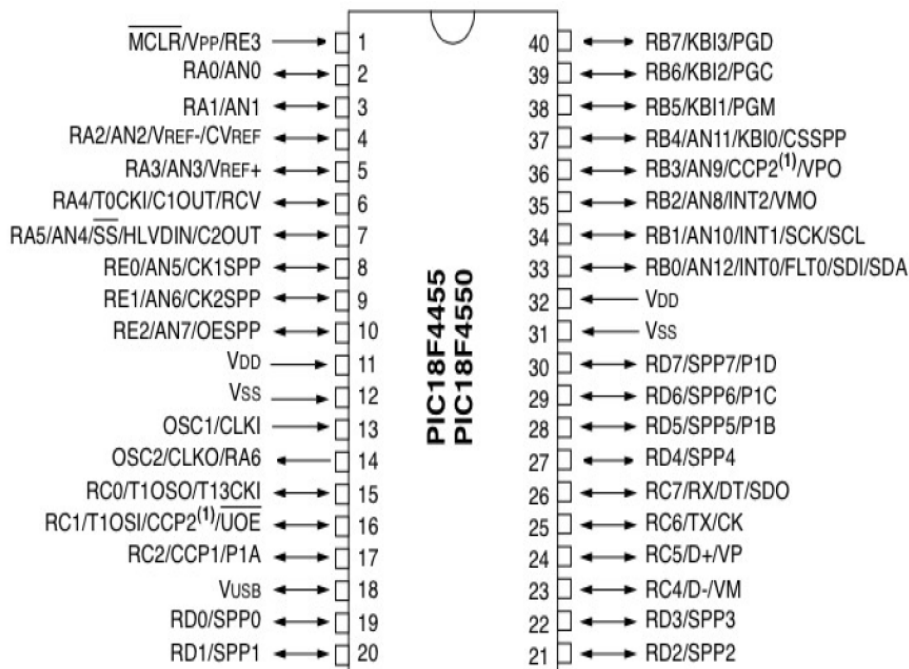 MCLR/VPP/RE3 1
RA0/AN0 2
RA1/AN1 3
RA2/AN2/VREF-/CVREF 4
RA3/AN3/VREF+ 5
RA4/T0CKI/C1OUT/RCV 6
RA5/AN4/SS/HLVDIN/C2OUT 7
RE0/AN5/CK1SPP 8
RE1/AN6/CK2SPP 9
RE2/AN7/OESPP 10
VDD 11
VSS 12
OSC1/CLKI 13
OSC2/CLKO/RA6 14
RC0/T1OSO/T13CKI 15
RC1/T1OSI/CCP2(1)/UOE 16
RC2/CCP1/P1A 17
VUSB 18
RD0/SPP0 19
RD1/SPP1 20
PIC18F4455
PIC18F4550
40 RB7/KBI3/PGD
39 RB6/KBI2/PGC
38 RB5/KBI1/PGM
37 RB4/AN11/KBI0/CSSPP
36 RB3/AN9/CCP2(1)/VPO
35 RB2/AN8/INT2/VMO
34 RB1/AN10/INT1/SCK/SCL
33 RB0/AN12/INT0/FLT0/SDI/SDA
32 VDD
31 VSS
30 RD7/SPP7/P1D
29 RD6/SPP6/P1C
28 RD5/SPP5/P1B
27 RD4/SPP4
26 RC7/RX/DT/SDO
25 RC6/TX/CK
24 RC5/D+/VP
23 RC4/D-/VM
22 RD3/SPP3
21 RD2/SPP2